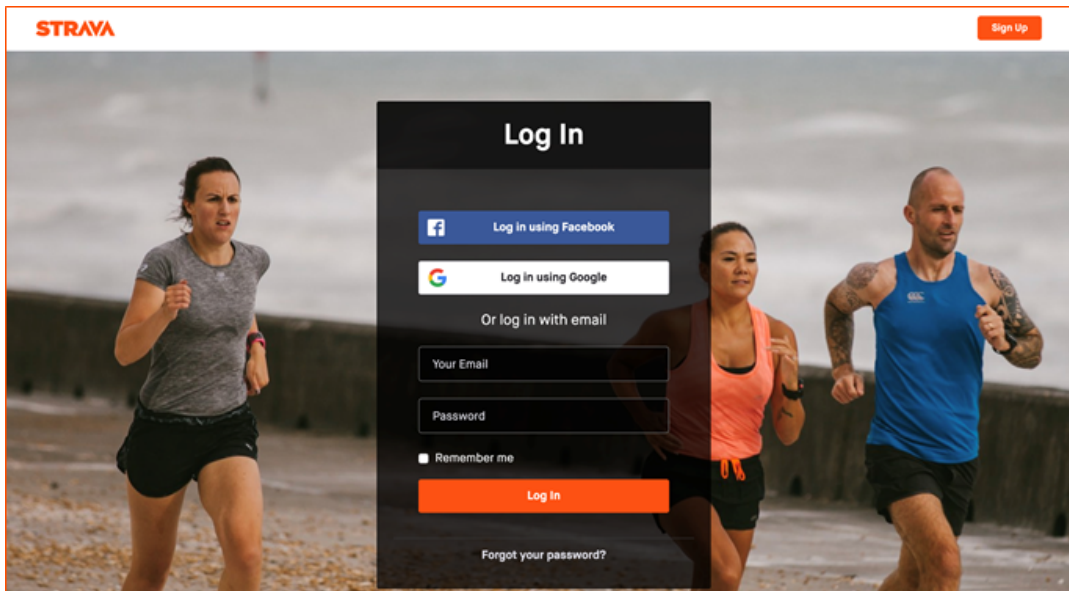 STRAVA
Sign Up
Log In
Log in using Facebook
Log in using Google
Or log in with email
Your Email
Password
Remember me
Log In
Forgot your password?